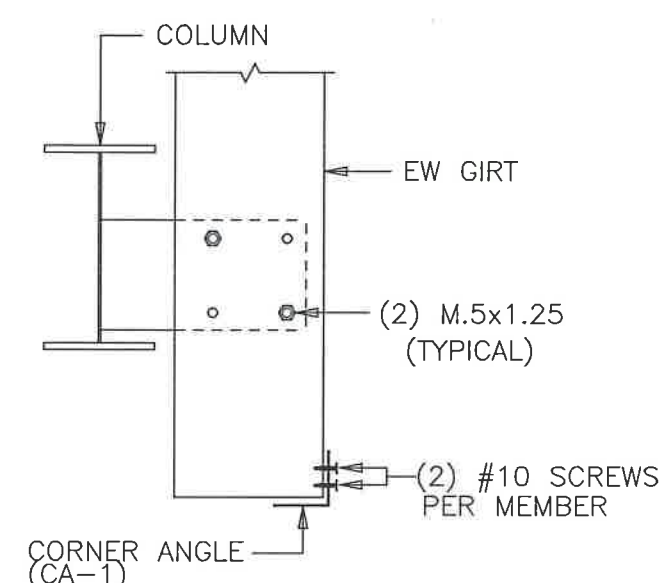 COLUMN
EW GIRT
(2) M.5x1.25
(TYPICAL)
(2) #10 SCREWS
PER MEMBER
CORNER ANGLE
(CA-1)